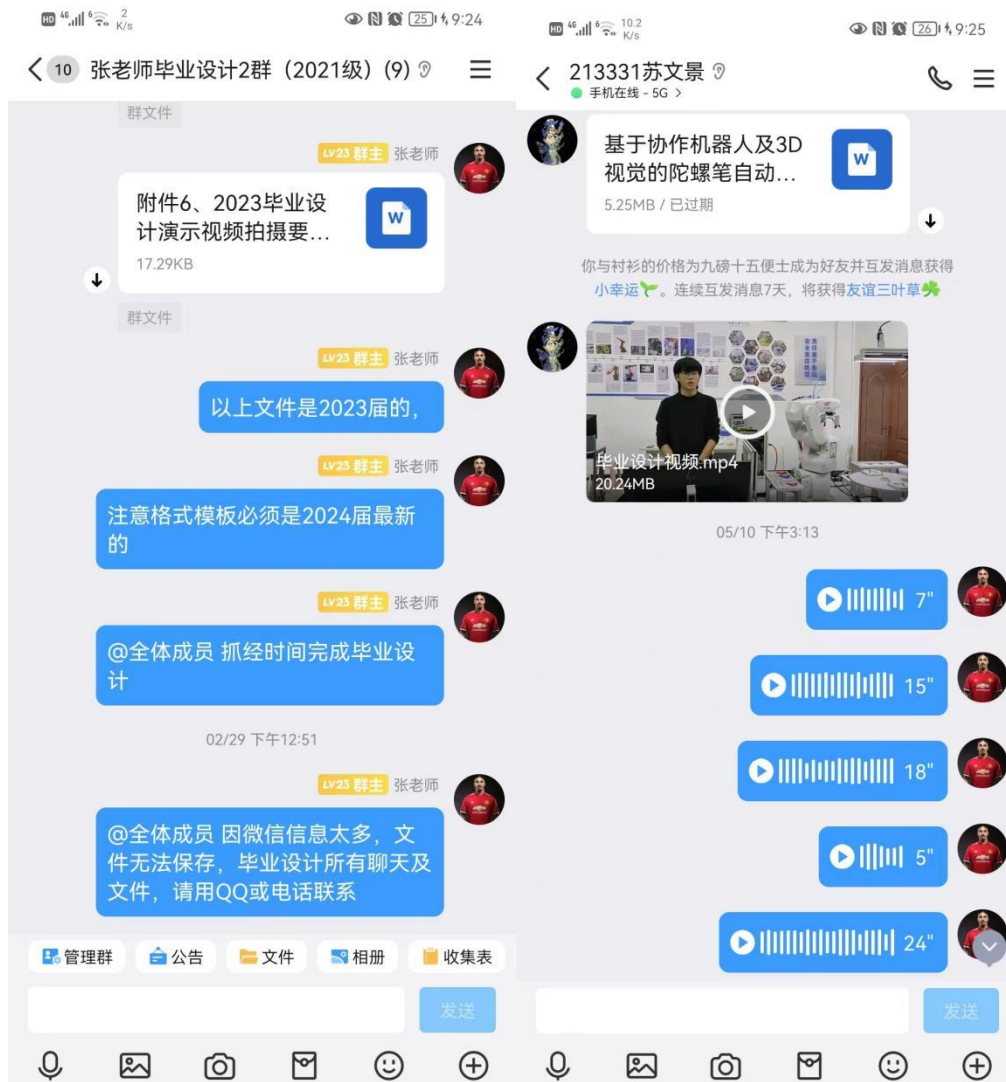 HD 46 6 2 K/s 25 9:24
10 张老师毕业设计2群（2021级）(9)
群文件
LV23 群主 张老师
附件6、2023毕业设
计演示视频拍摄要...
17.29KB
W
群文件
LV23 群主 张老师
以上文件是2023届的，
LV23 群主 张老师
注意格式模板必须是2024届最新
的
LV23 群主 张老师
@全体成员 抓经时间完成毕业设
计
02/29 下午12:51
LV23 群主 张老师
@全体成员 因微信信息太多，文
件无法保存，毕业设计所有聊天及
文件，请用QQ或电话联系
管理群 公告 文件 相册 收集表
发送
HD 46 6 10.2 K/s 26 9:25
213331苏文景
手机在线 - 5G >
基于协作机器人及3D
视觉的陀螺笔自动...
5.25MB / 已过期
W
你与衬衫的价格为九磅十五便士成为好友并互发消息获得
小幸运。连续互发消息7天，将获得友谊三叶草
毕业设计视频.mp4
20.24MB
05/10 下午3:13
7"
15"
18"
5"
24"
发送